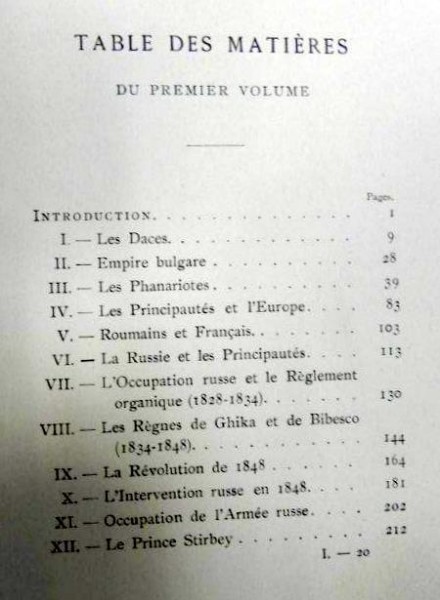 TABLE DES MATIÈRES
DU PREMIER VOLUME
Pages.
INTRODUCTION. . . . . . . . . . . 1
I. — Les Daces. . . . . . . . . . . 9
II. — Empire bulgare . . . . . . . . . 28
III. — Les Phanariotes . . . . . . . . . 39
IV. — Les Principautés et l'Europe. . . . . 83
V. — Roumains et Français. . . . . . . 103
VI. — La Russie et les Principautés. . . . 113
VII. — L'Occupation russe et le Règlement
organique (1828-1834). . . . . . . 130
VIII. — Les Règnes de Ghika et de Bibesco
(1834-1848). . . . . . . . . . . 144
IX. — La Révolution de 1848 . . . . . . 164
X. — L'Intervention russe en 1848. . . . 181
XI. — Occupation de l'Armée russe. . . . 202
XII. — Le Prince Stirbey . . . . . . . . 212
I. — 20